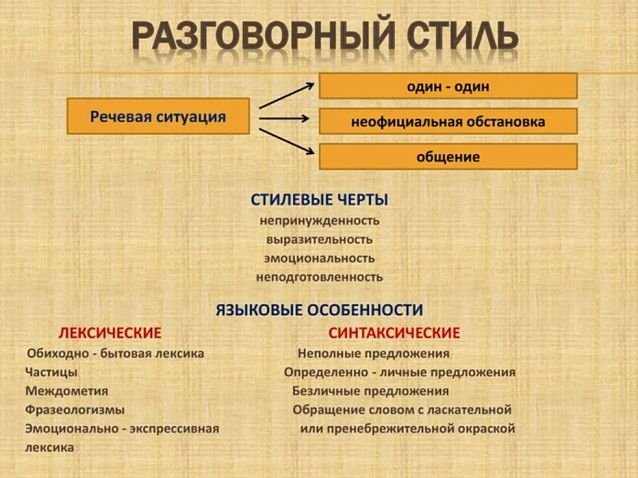 РАЗГОВОРНЫЙ СТИЛЬ
Речевая ситуация
один - один
неофициальная обстановка
общение
СТИЛЕВЫЕ ЧЕРТЫ
непринужденность
выразительность
эмоциональность
неподготовленность
ЯЗЫКОВЫЕ ОСОБЕННОСТИ
ЛЕКСИЧЕСКИЕ
Обиходно - бытовая лексика
Частицы
Междометия
Фразеологизмы
Эмоционально - экспрессивная
лексика
СИНТАКСИЧЕСКИЕ
Неполные предложения
Определенно - личные предложения
Безличные предложения
Обращение словом с ласкательной
или пренебрежительной окраской